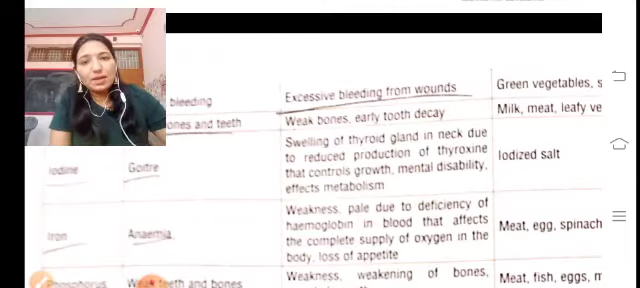 bleeding
Excessive bleeding from wounds
Green vegetables, s
ones and teeth
Weak bones, early tooth decay
Milk, meat, leafy ve
Iodine
Goitre
Swelling of thyroid gland in neck due
to reduced production of thyroxine
that controls growth, mental disability,
effects metabolism
Iodized salt
Iron
Anaemia
Weakness, pale due to deficiency of
haemoglobin in blood that affects
the complete supply of oxygen in the
body, loss of appetite
Meat, egg, spinach
Phosphorus
teeth and bones
Weakness, weakening of bones,
Meat, fish, eggs, m